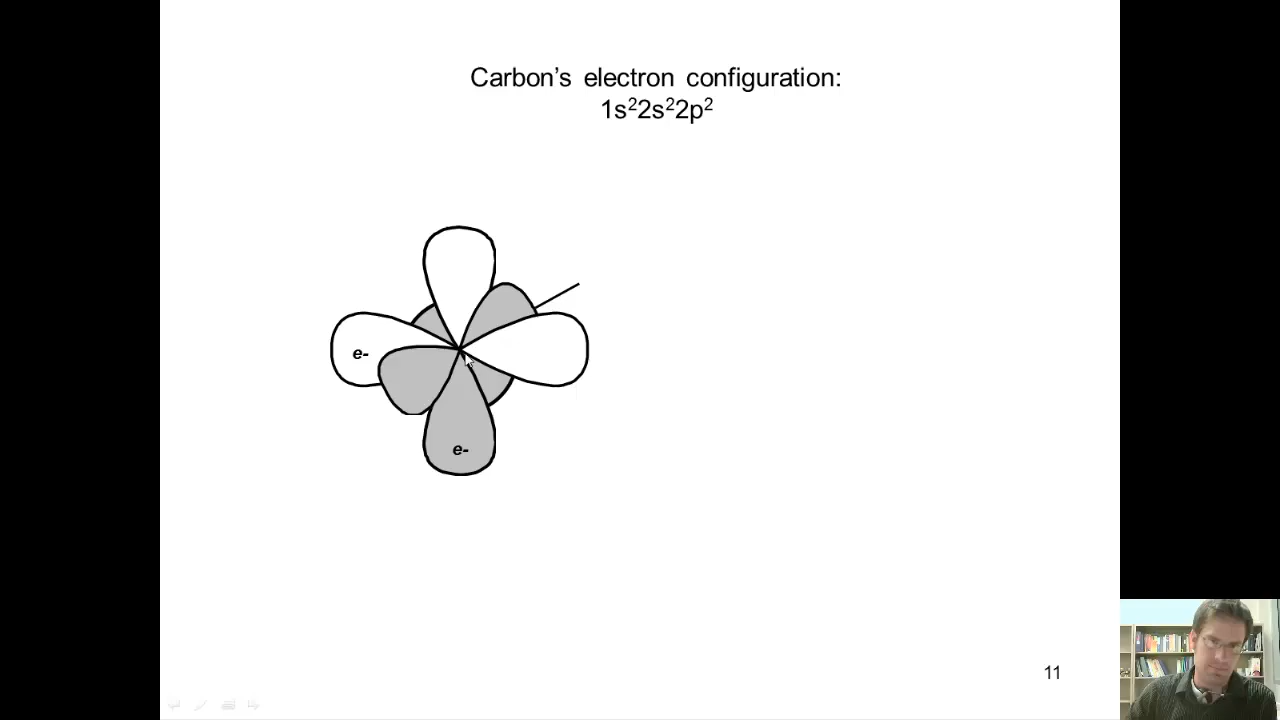 Carbon’s electron configuration:
1s²2s²2p²
e-
e-
11